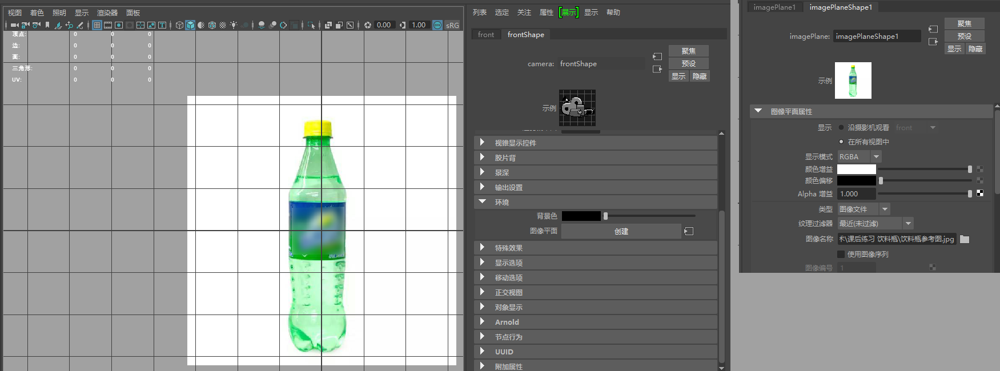 视图 着色 照明 显示 渲染器 面板
0.00 1.00 ON sRG
顶点: 0 0 0
边: 0 0 0
面: 0 0 0
三角形: 0 0 0
UV: 0 0 0
列表 选定 关注 属性 展示 显示 帮助
front frontShape
camera: frontShape
聚焦
预设
显示 隐藏
示例
视锥显示控件
胶片背
景深
输出设置
环境
背景色
图像平面 创建
特殊效果
显示选项
移动选项
正交视图
对象显示
Arnold
节点行为
UUID
附加属性
imagePlane1 imagePlaneShape1
imagePlane: imagePlaneShape1
聚焦
预设
显示 隐藏
示例
图像平面属性
显示 沿摄影机观看 front
在所有视图中
显示模式 RGBA
颜色增益
颜色偏移
Alpha 增益 1.000
类型 图像文件
纹理过滤器 最近(未过滤)
图像名称 术\课后练习 饮料瓶\饮料瓶参考图.jpg
使用图像序列
图像编号 1